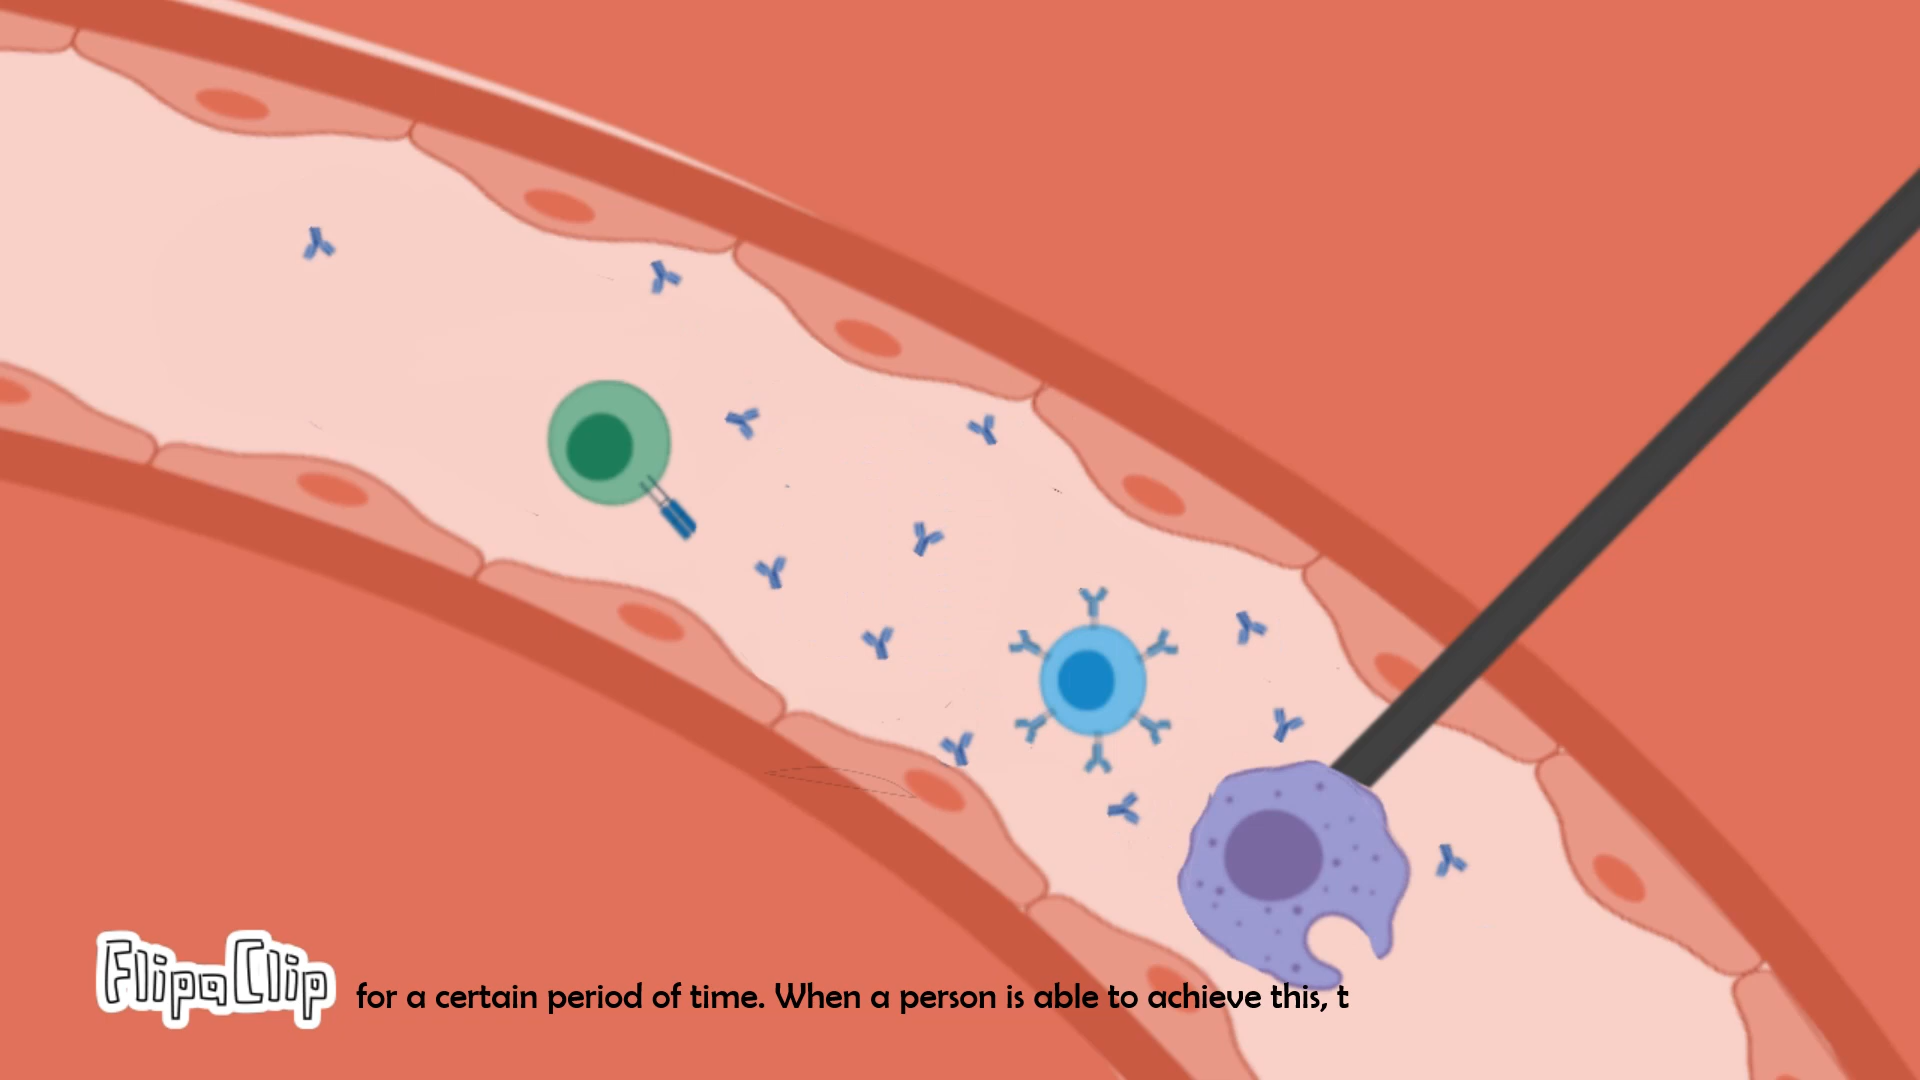 FlipaClip
for a certain period of time. When a person is able to achieve this, t